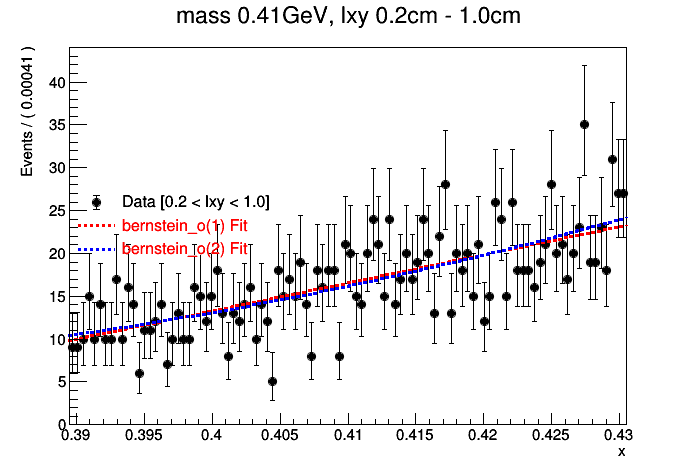 mass 0.41GeV, lxy 0.2cm - 1.0cm
Events / ( 0.00041 )
40
35
30
25
20
15
10
5
0
Data [0.2 < lxy < 1.0]
bernstein_o(1) Fit
bernstein_o(2) Fit
0.39 0.395 0.4 0.405 0.41 0.415 0.42 0.425 0.43
x